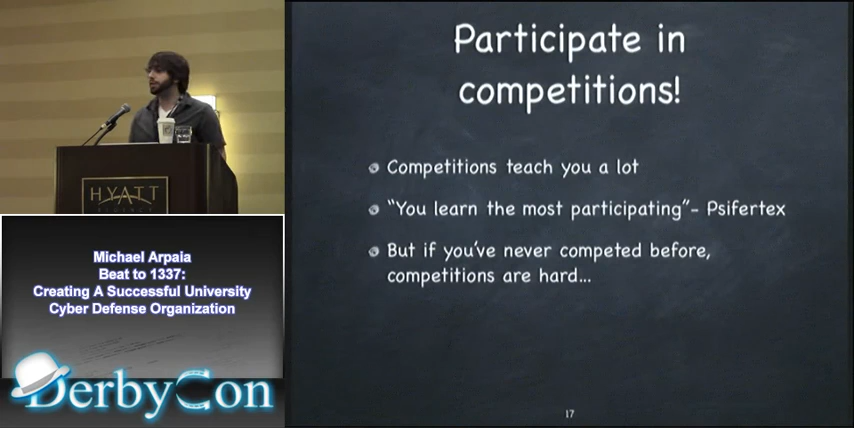 HYATT
Michael Arpaia
Beat to 1337:
Creating A Successful University
Cyber Defense Organization
DerbyCon
Participate in
competitions!
Competitions teach you a lot
“You learn the most participating”- Psifertex
But if you’ve never competed before,
competitions are hard...
17